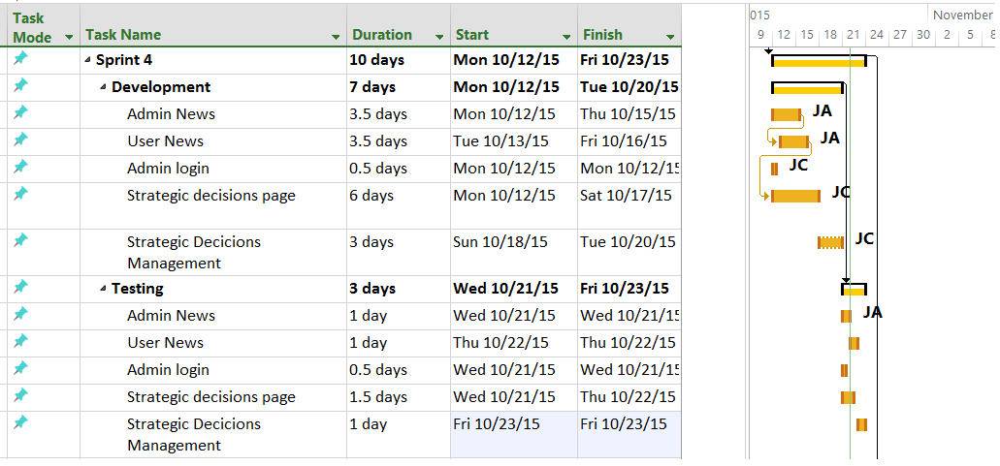 Task Mode Task Name Duration Start Finish 015 November
9 12 15 18 21 24 27 30 2 5 8
Sprint 4 10 days Mon 10/12/15 Fri 10/23/15
Development 7 days Mon 10/12/15 Tue 10/20/15
Admin News 3.5 days Mon 10/12/15 Thu 10/15/15 JA
User News 3.5 days Tue 10/13/15 Fri 10/16/15 JA
Admin login 0.5 days Mon 10/12/15 Mon 10/12/15 JC
Strategic decisions page 6 days Mon 10/12/15 Sat 10/17/15 JC
Strategic Decicions 3 days Sun 10/18/15 Tue 10/20/15 JC
Management
Testing 3 days Wed 10/21/15 Fri 10/23/15
Admin News 1 day Wed 10/21/15 Wed 10/21/15 JA
User News 1 day Thu 10/22/15 Thu 10/22/15
Admin login 0.5 days Wed 10/21/15 Wed 10/21/15
Strategic decisions page 1.5 days Wed 10/21/15 Thu 10/22/15
Strategic Decicions 1 day Fri 10/23/15 Fri 10/23/15
Management